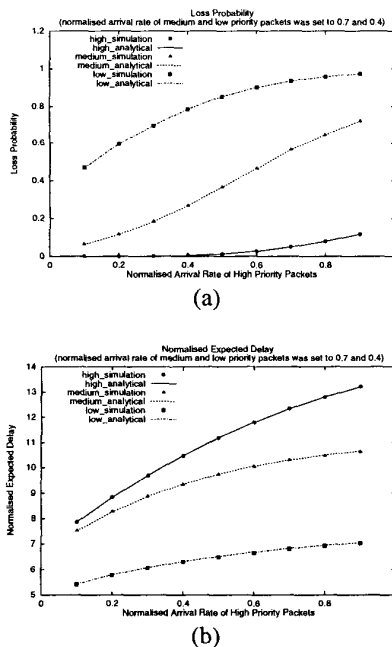 Loss Probability
(normalised arrival rate of medium and low priority packets was set to 0.7 and 0.4)
1.2
1
0.8
0.6
0.4
0.2
0
Loss Probability
high_simulation
high_analytical
medium_simulation
medium_analytical
low_simulation
low_analytical
0 0.2 0.4 0.6 0.8 1
Normalised Arrival Rate of High Priority Packets
(a)
Normalised Expected Delay
(normalised arrival rate of medium and low priority packets was set to 0.7 and 0.4)
14
13
12
11
10
9
8
7
6
5
Normalised Expected Delay
high_simulation
high_analytical
medium_simulation
medium_analytical
low_simulation
low_analytical
0 0.2 0.4 0.6 0.8 1
Normalised Arrival Rate of High Priority Packets
(b)